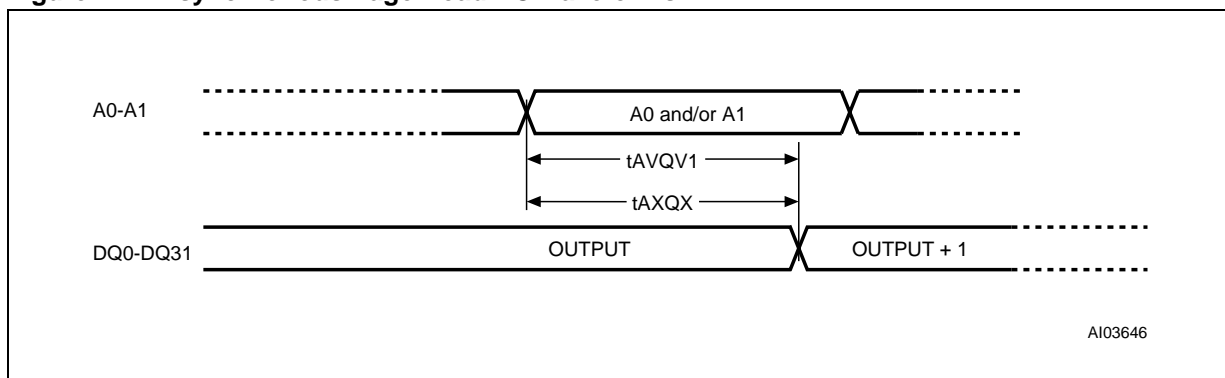 A0-A1
A0 and/or A1
tAVQV1
tAXQX
DQ0-DQ31
OUTPUT
OUTPUT + 1
AI03646